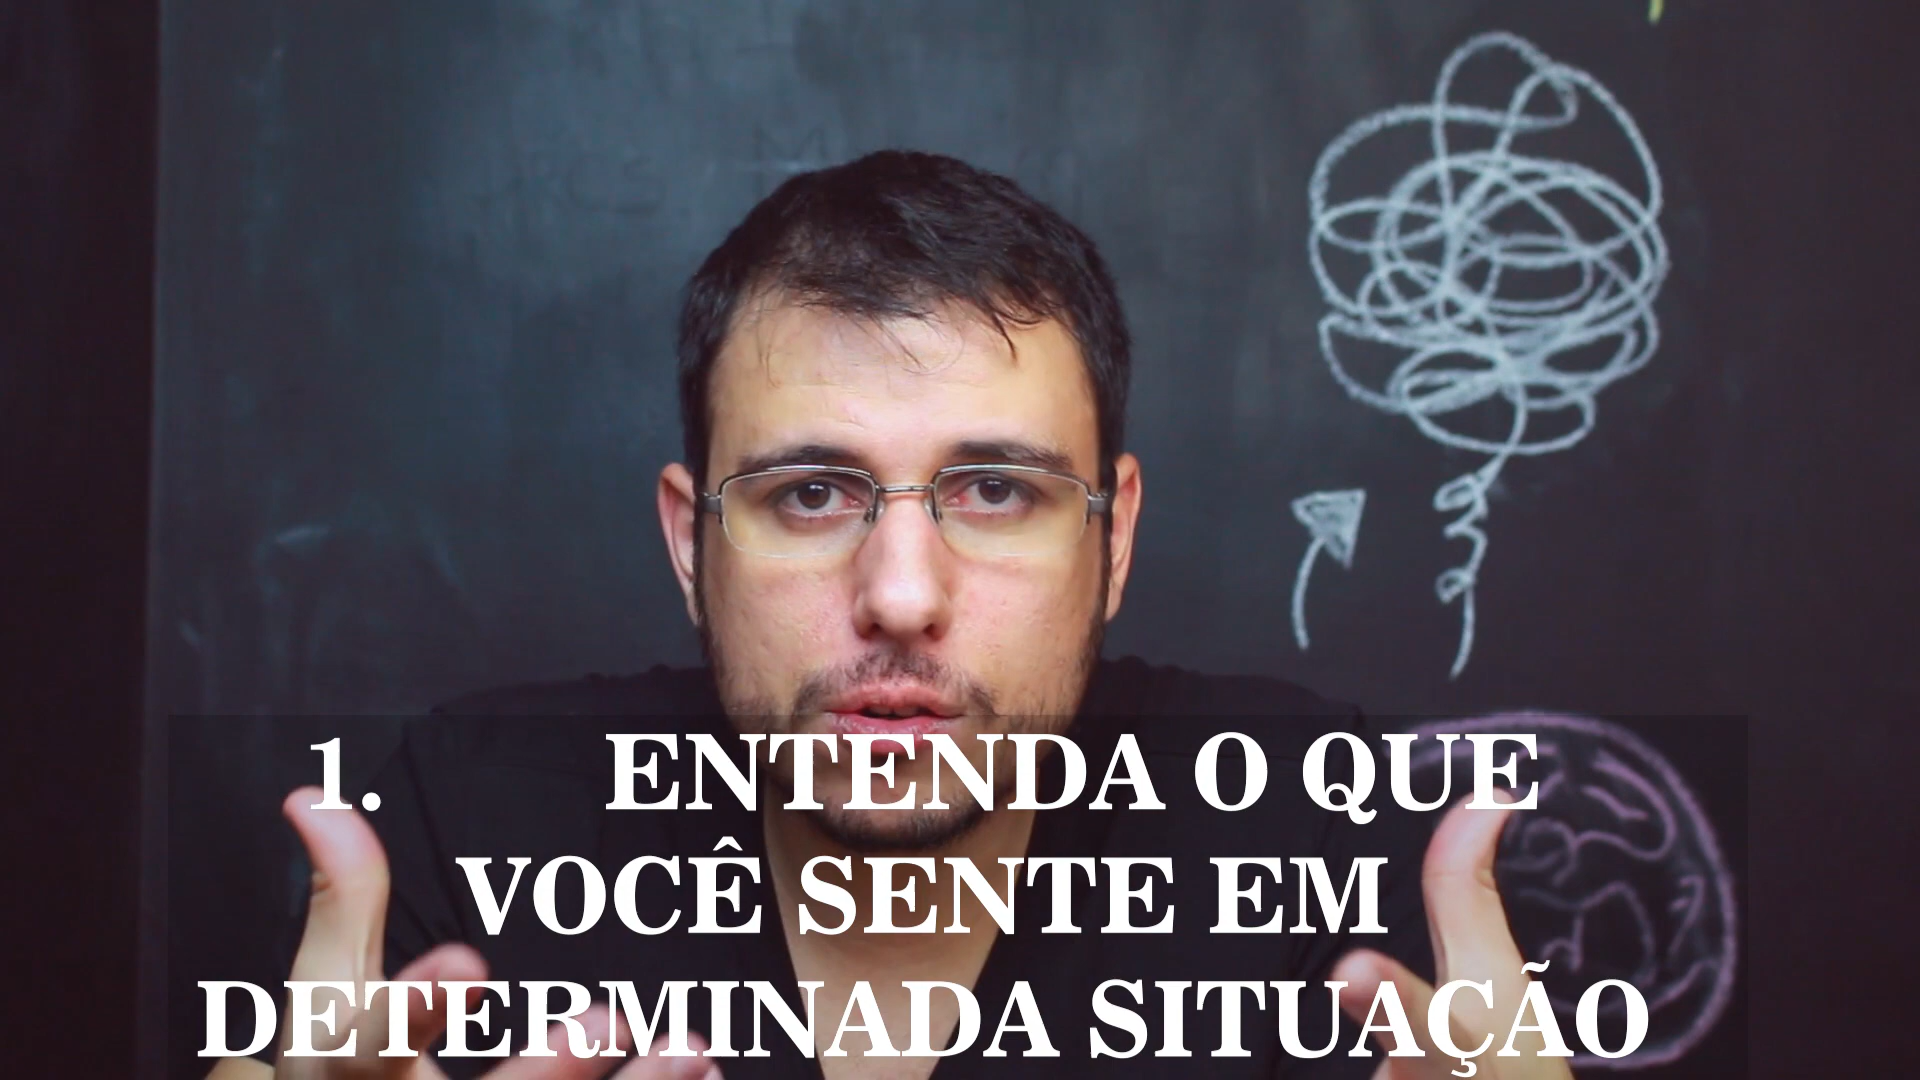 1. ENTENDA O QUE
VOCÊ SENTE EM
DETERMINADA SITUAÇÃO